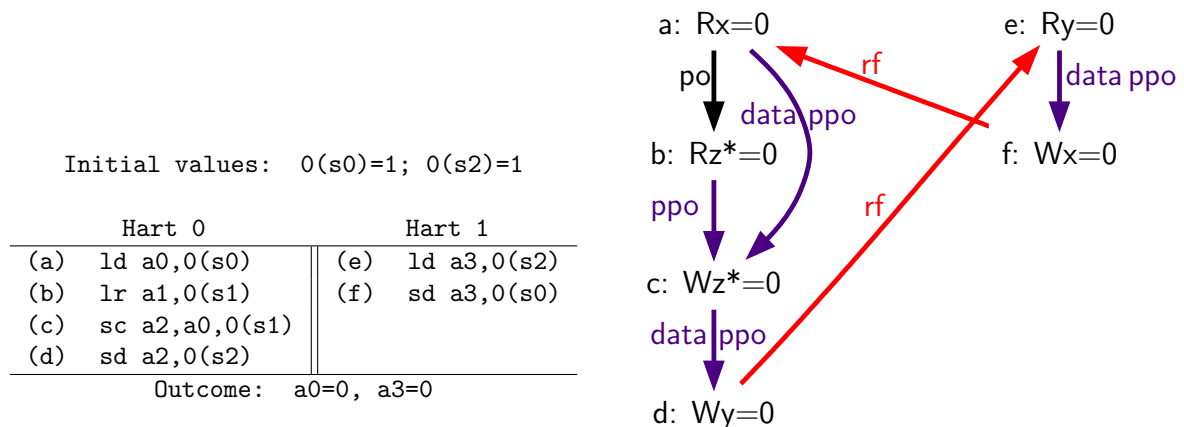 Initial values: 0(s0)=1; 0(s2)=1
Hart 0 Hart 1
(a) ld a0,0(s0) (e) ld a3,0(s2)
(b) lr a1,0(s1) (f) sd a3,0(s0)
(c) sc a2,a0,0(s1)
(d) sd a2,0(s2)
Outcome: a0=0, a3=0
a: Rx=0 e: Ry=0
po rf data ppo
data ppo
b: Rz*=0 f: Wx=0
ppo rf
c: Wz*=0
data ppo
d: Wy=0